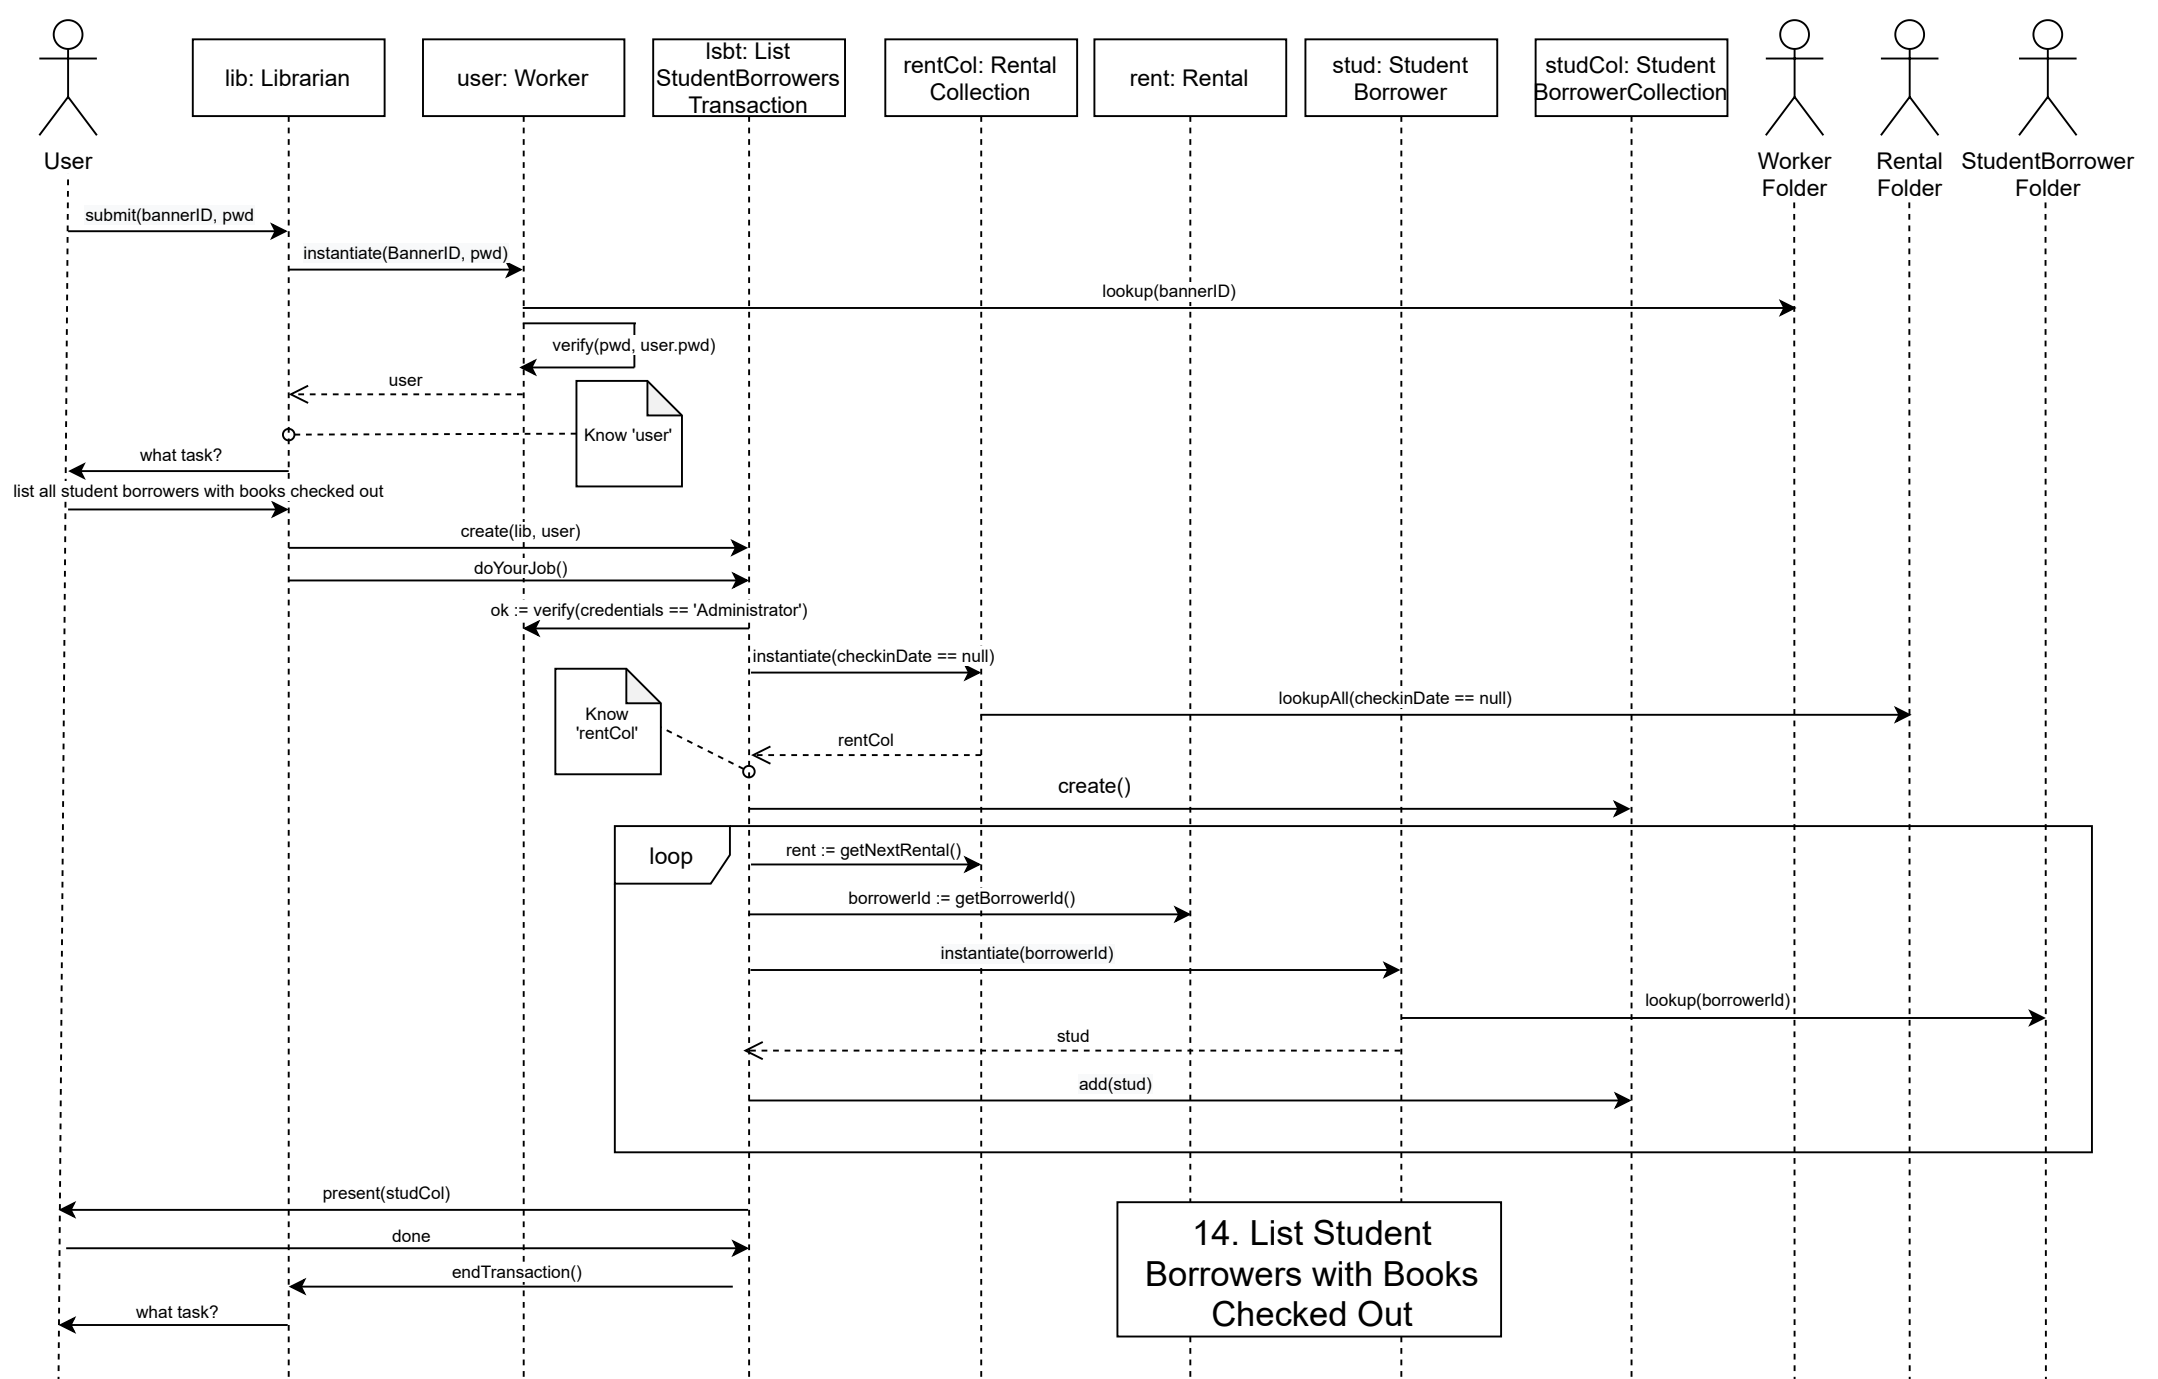 User
lib: Librarian
user: Worker
lsbt: List
StudentBorrowers
Transaction
rentCol: Rental
Collection
rent: Rental
stud: Student
Borrower
studCol: Student
BorrowerCollection
Worker
Folder
Rental
Folder
StudentBorrower
Folder
submit(bannerID, pwd
instantiate(BannerID, pwd)
lookup(bannerID)
verify(pwd, user.pwd)
user
Know 'user'
what task?
list all student borrowers with books checked out
create(lib, user)
doYourJob()
ok := verify(credentials == 'Administrator')
instantiate(checkinDate == null)
lookupAll(checkinDate == null)
Know
'rentCol'
rentCol
create()
loop
rent := getNextRental()
borrowerId := getBorrowerId()
instantiate(borrowerId)
lookup(borrowerId)
stud
add(stud)
present(studCol)
done
endTransaction()
what task?
14. List Student
Borrowers with Books
Checked Out